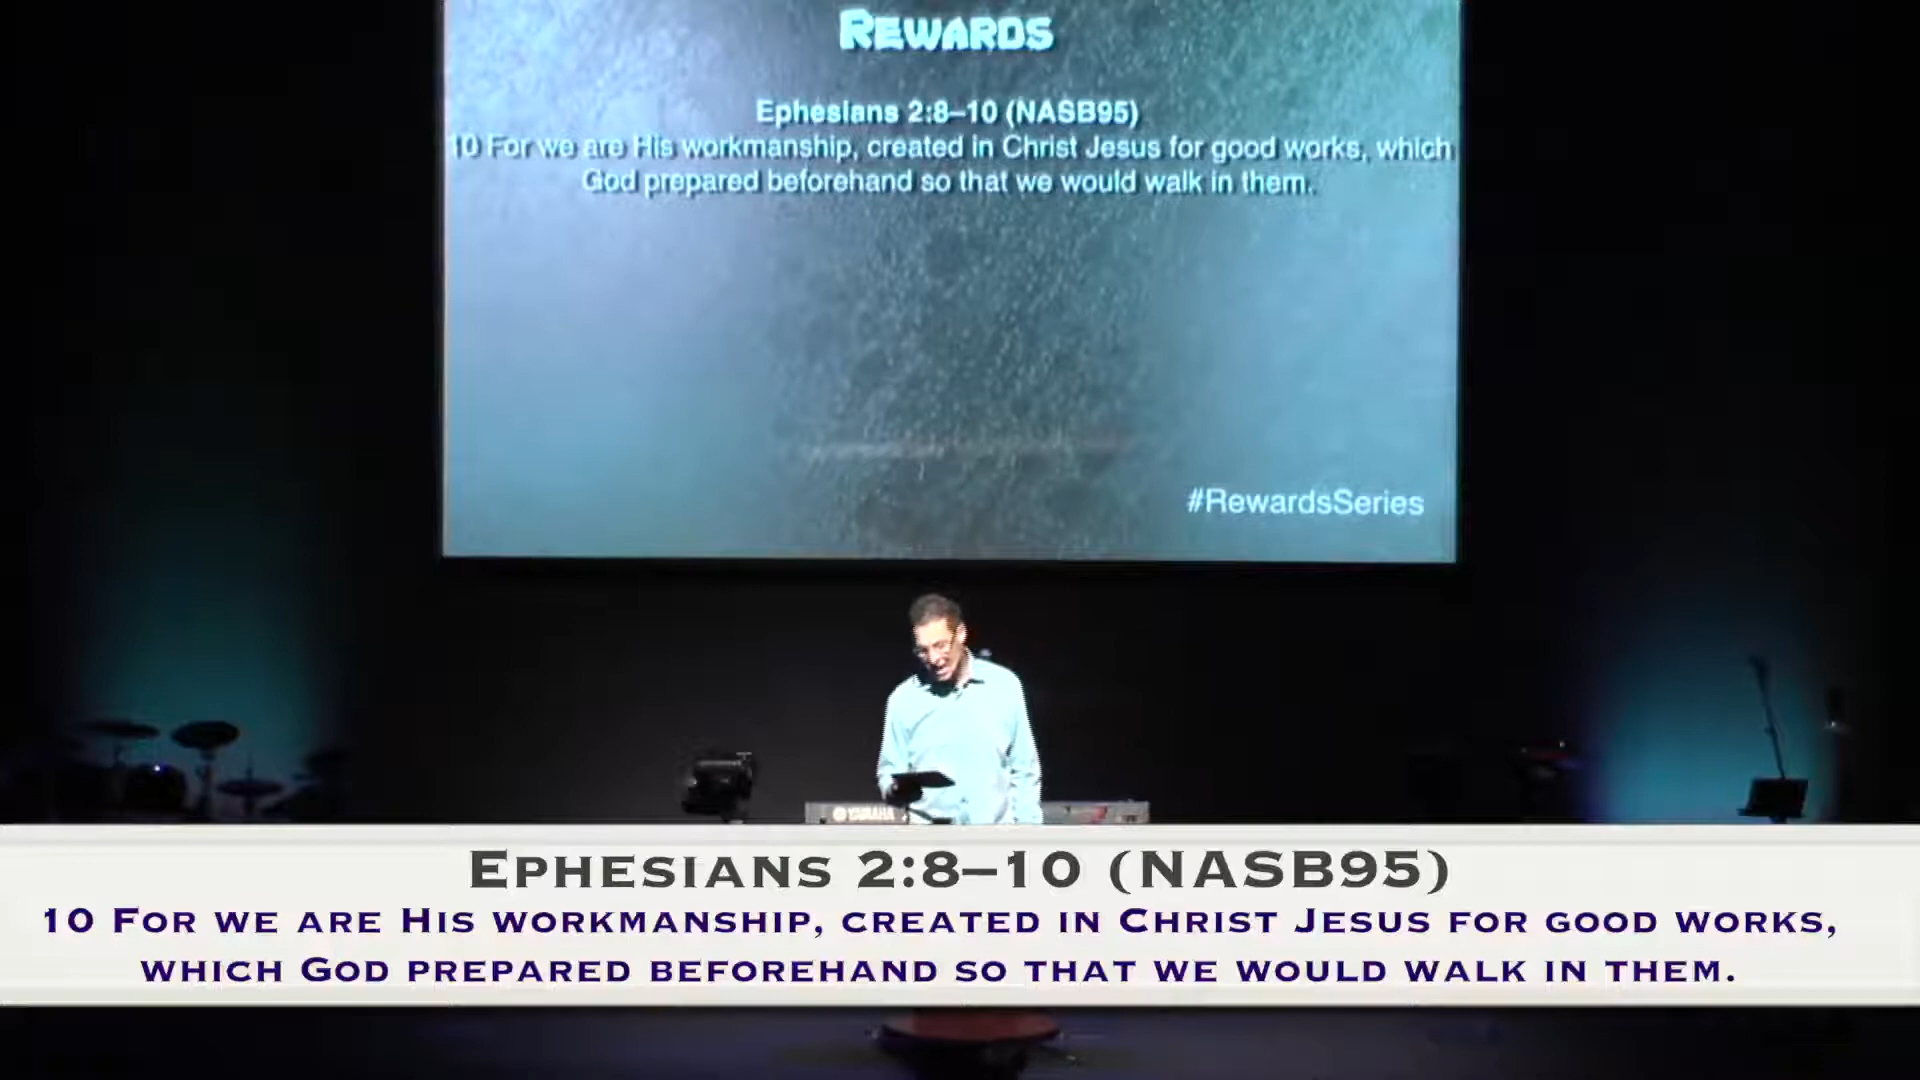 REWARDS
Ephesians 2:8–10 (NASB95)
10 For we are His workmanship, created in Christ Jesus for good works, which
God prepared beforehand so that we would walk in them.
#RewardsSeries
YAMAHA
EPHESIANS 2:8–10 (NASB95)
10 FOR WE ARE HIS WORKMANSHIP, CREATED IN CHRIST JESUS FOR GOOD WORKS,
WHICH GOD PREPARED BEFOREHAND SO THAT WE WOULD WALK IN THEM.